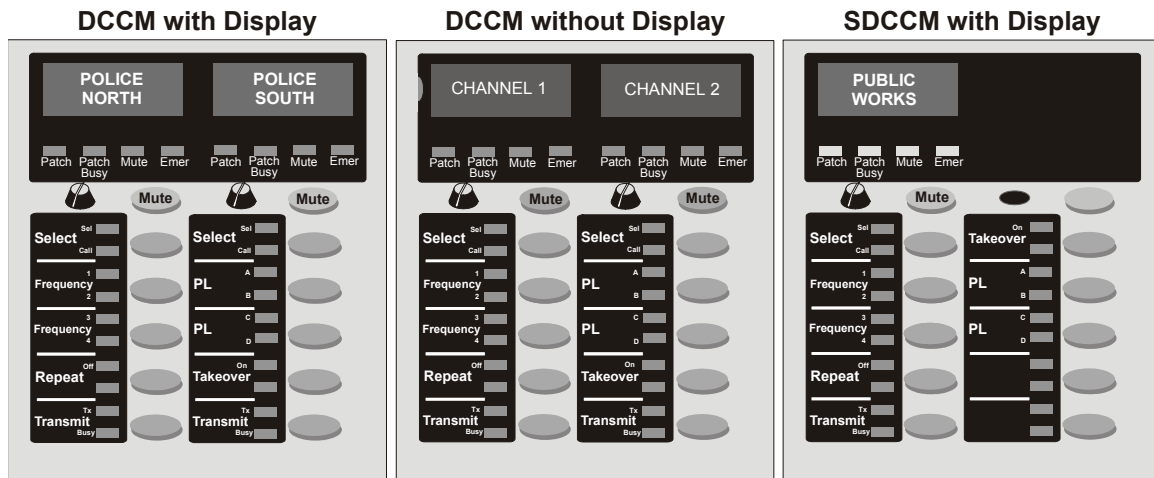 DCCM with Display
POLICE
NORTH
POLICE
SOUTH
Patch Patch Mute Emer
Busy
Patch Patch Mute Emer
Busy
Mute
Mute
Sel
Select
Call
1
Frequency
2
3
Frequency
4
Off
Repeat
Tx
Transmit
Busy
Sel
Select
Call
A
PL
B
C
PL
D
On
Takeover
Tx
Transmit
Busy
DCCM without Display
CHANNEL 1
CHANNEL 2
Patch Patch Mute Emer
Busy
Patch Patch Mute Emer
Busy
Mute
Mute
Sel
Select
Call
1
Frequency
2
3
Frequency
4
Off
Repeat
Tx
Transmit
Busy
Sel
Select
Call
A
PL
B
C
PL
D
On
Takeover
Tx
Transmit
Busy
SDCCM with Display
PUBLIC
WORKS
Patch Patch Mute Emer
Busy
Mute
Sel
Select
Call
1
Frequency
2
3
Frequency
4
Off
Repeat
Tx
Transmit
Busy
On
Takeover
A
PL
B
C
PL
D